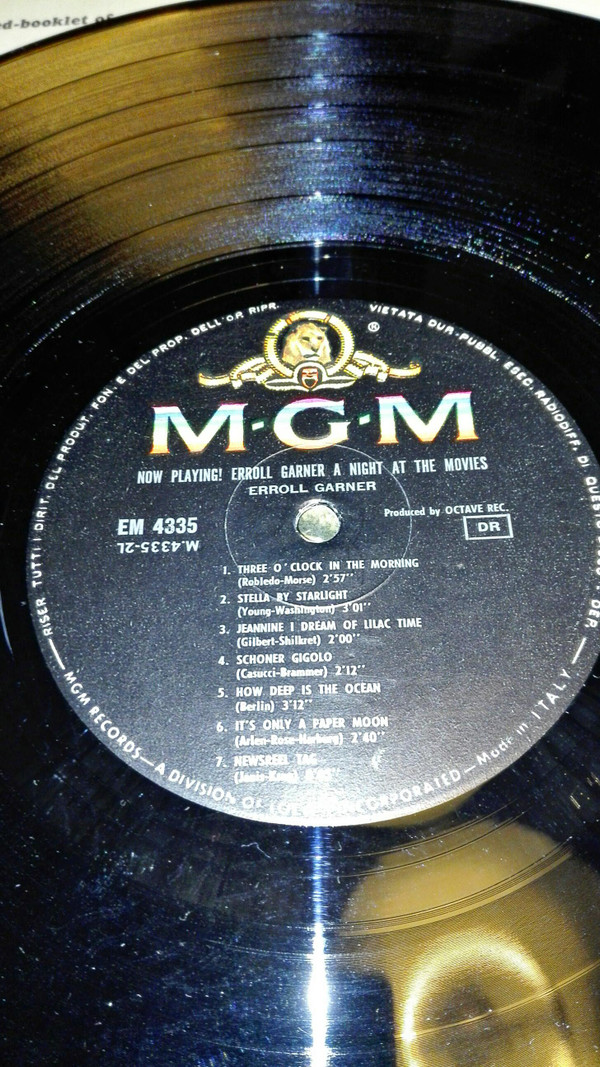 ed-booklet of
RISER TUTTI I DIRIT. DEL PRODUT. FON. E DEL PROP. DELL'OR RIPR.
VIETATA PUBBL. ESEC. RADIODIFF. DI
®
M·G·M
NOW PLAYING! ERROLL GARNER A NIGHT AT THE MOVIES
ERROLL GARNER
EM 4335
M.4335-2L
Produced by OCTAVE REC.
DR
1. THREE O'CLOCK IN THE MORNING
(Robledo-Morse) 2'57''
2. STELLA BY STARLIGHT
(Young-Washington) 3'01''
3. JEANNINE I DREAM OF LILAC TIME
(Gilbert-Shilkret) 2'00''
4. SCHONER GIGOLO
(Casucci-Brammer) 2'12''
5. HOW DEEP IS THE OCEAN
(Berlin) 3'12''
6. IT'S ONLY A PAPER MOON
(Arlen-Rose-Harburg) 2'40''
7. NEWSREEL TAG
MGM RECORDS—A DIVISION OF INCORPORATED—Made in ITALY